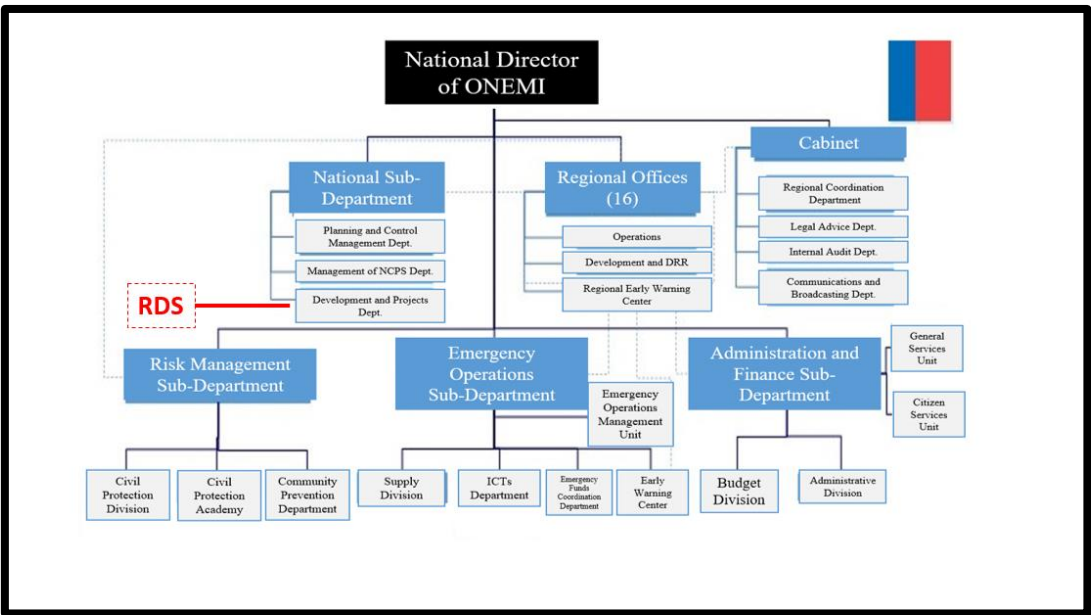 National Director
of ONEMI
Cabinet
National Sub-
Department
Regional Offices
(16)
Regional Coordination
Department
Legal Advice Dept.
Internal Audit Dept.
Communications and
Broadcasting Dept.
Planning and Control
Management Dept.
Management of NCPS Dept.
Development and Projects
Dept.
Operations
Development and DRR
Regional Early Warning
Center
RDS
Risk Management
Sub-Department
Emergency
Operations
Sub-Department
Administration and
Finance Sub-
Department
General
Services
Unit
Citizen
Services
Unit
Emergency
Operations
Management
Unit
Civil
Protection
Division
Civil
Protection
Academy
Community
Prevention
Department
Supply
Division
ICTs
Department
Emergency
Funds
Coordination
Department
Early
Warning
Center
Budget
Division
Administrative
Division